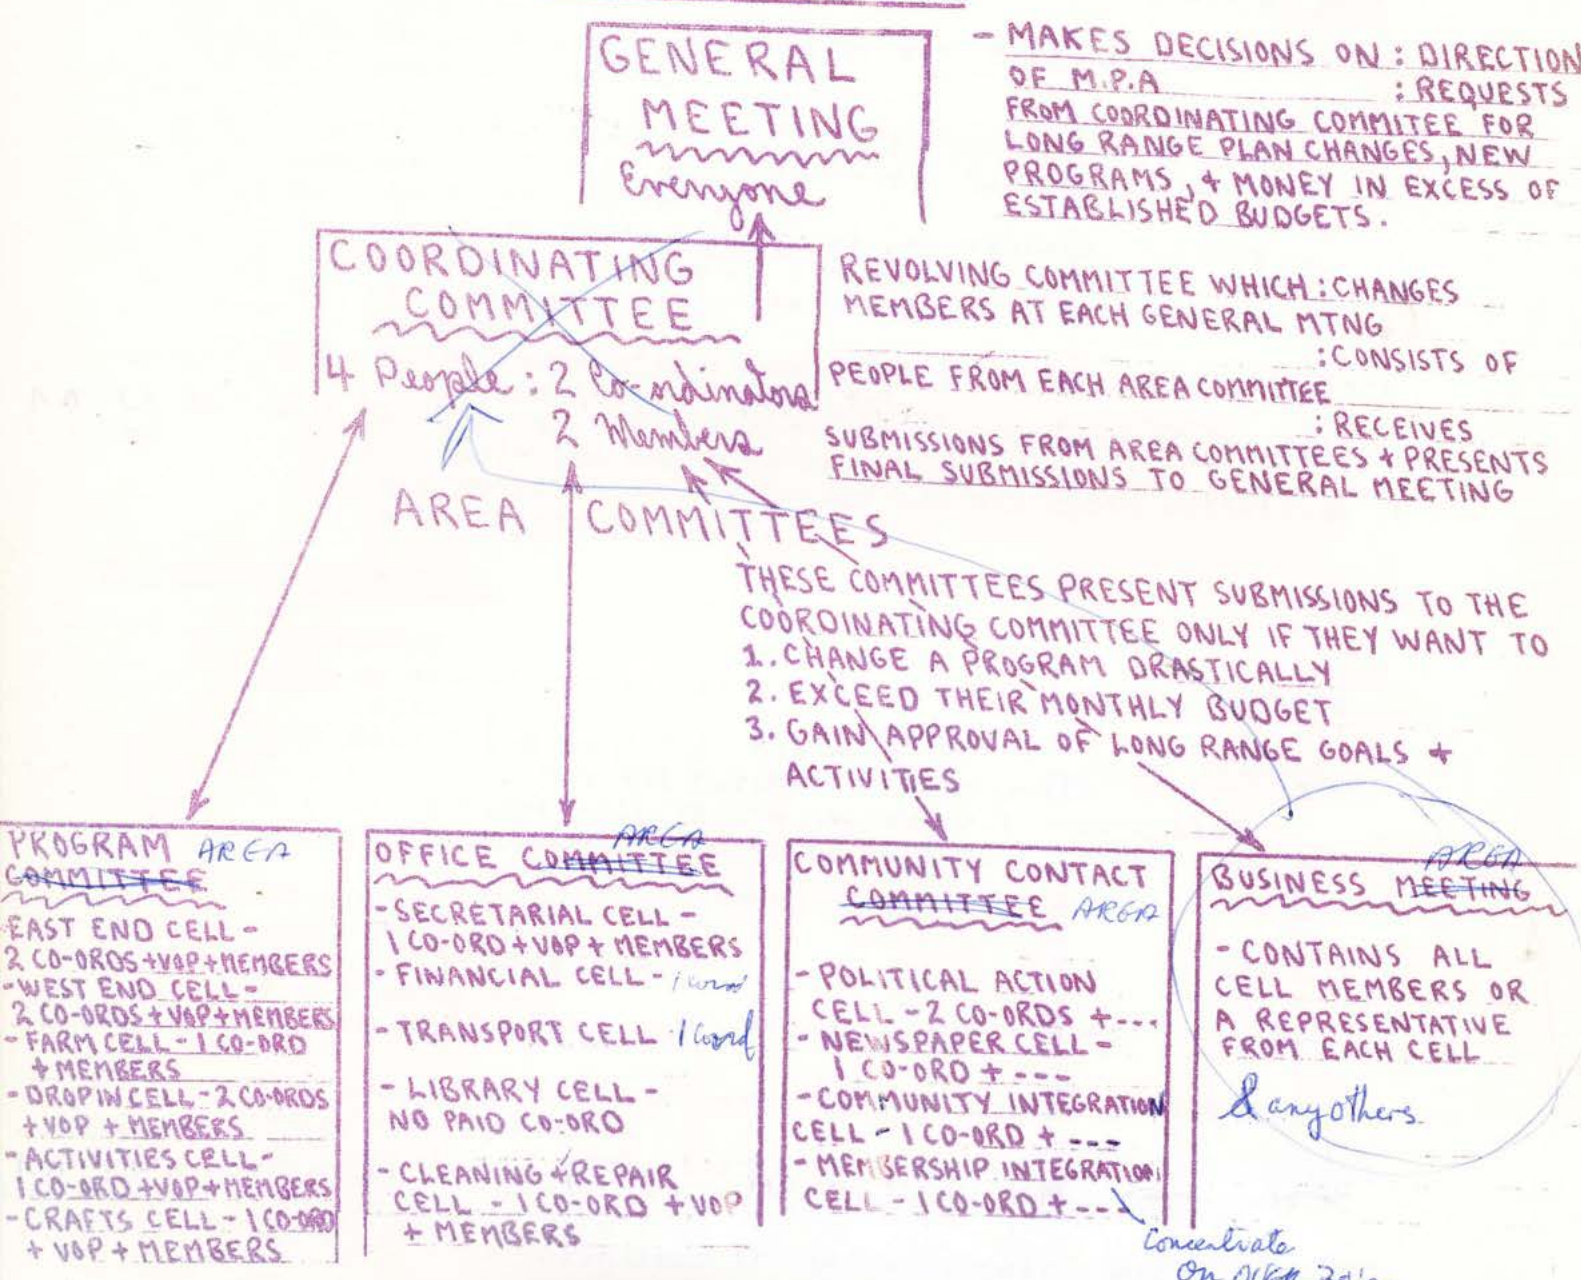 GENERAL
MEETING
Everyone
- MAKES DECISIONS ON : DIRECTION
OF M.P.A : REQUESTS
FROM COORDINATING COMMITEE FOR
LONG RANGE PLAN CHANGES, NEW
PROGRAMS, & MONEY IN EXCESS OF
ESTABLISHED BUDGETS.
COORDINATING
COMMITTEE
4 People : 2 Co-ordinators
2 Members
REVOLVING COMMITTEE WHICH : CHANGES
MEMBERS AT EACH GENERAL MTNG
: CONSISTS OF
PEOPLE FROM EACH AREA COMMITTEE
: RECEIVES
SUBMISSIONS FROM AREA COMMITTEES & PRESENTS
FINAL SUBMISSIONS TO GENERAL MEETING
AREA COMMITTEES
THESE COMMITTEES PRESENT SUBMISSIONS TO THE
COORDINATING COMMITTEE ONLY IF THEY WANT TO
1. CHANGE A PROGRAM DRASTICALLY
2. EXCEED THEIR MONTHLY BUDGET
3. GAIN APPROVAL OF LONG RANGE GOALS &
ACTIVITIES
PROGRAM AREA
COMMITTEE
EAST END CELL -
2 CO-ORDS + VOP + MEMBERS
- WEST END CELL -
2 CO-ORDS + VOP + MEMBERS
- FARM CELL - 1 CO-ORD
+ MEMBERS
- DROP IN CELL - 2 CO-ORDS
+ VOP + MEMBERS
- ACTIVITIES CELL -
1 CO-ORD + VOP + MEMBERS
- CRAFTS CELL - 1 CO-ORD
+ VOP + MEMBERS
AREA
OFFICE COMMITTEE
- SECRETARIAL CELL -
1 CO-ORD + VOP + MEMBERS
- FINANCIAL CELL - 1 coord
- TRANSPORT CELL 1 coord
- LIBRARY CELL -
NO PAID CO-ORD
- CLEANING + REPAIR
CELL - 1 CO-ORD + VOP
+ MEMBERS
COMMUNITY CONTACT
COMMITTEE AREA
- POLITICAL ACTION
CELL - 2 CO-ORDS + ---
- NEWSPAPER CELL -
1 CO-ORD + ---
- COMMUNITY INTEGRATION
CELL - 1 CO-ORD + ---
- MEMBERSHIP INTEGRATION
CELL - 1 CO-ORD + ---
Concentrate
on
AREA
BUSINESS MEETING
- CONTAINS ALL
CELL MEMBERS OR
A REPRESENTATIVE
FROM EACH CELL
& any others